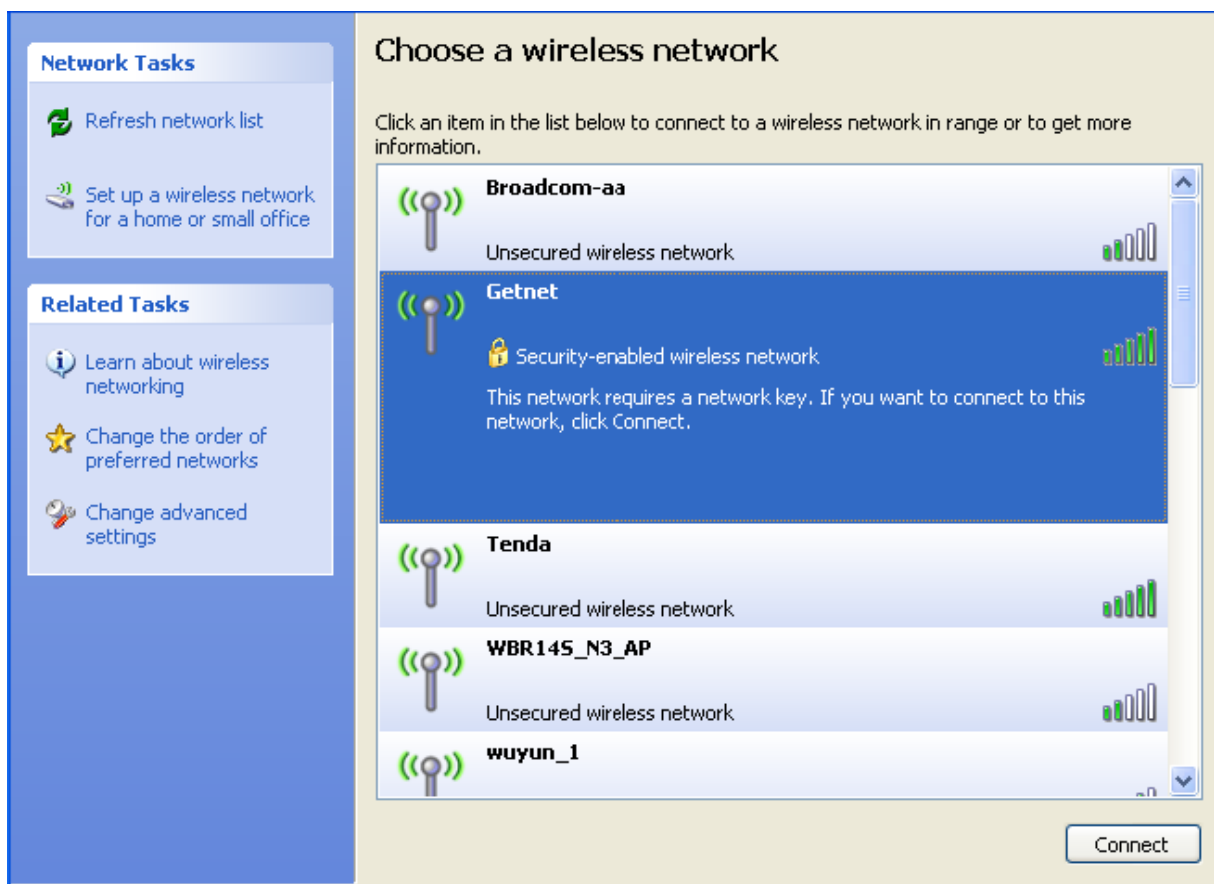 Network Tasks
Refresh network list
Set up a wireless network
for a home or small office
Related Tasks
Learn about wireless
networking
Change the order of
preferred networks
Change advanced
settings
Choose a wireless network
Click an item in the list below to connect to a wireless network in range or to get more
information.
Broadcom-aa
Unsecured wireless network
Getnet
Security-enabled wireless network
This network requires a network key. If you want to connect to this
network, click Connect.
Tenda
Unsecured wireless network
WBR14S_N3_AP
Unsecured wireless network
wuyun_1
Connect